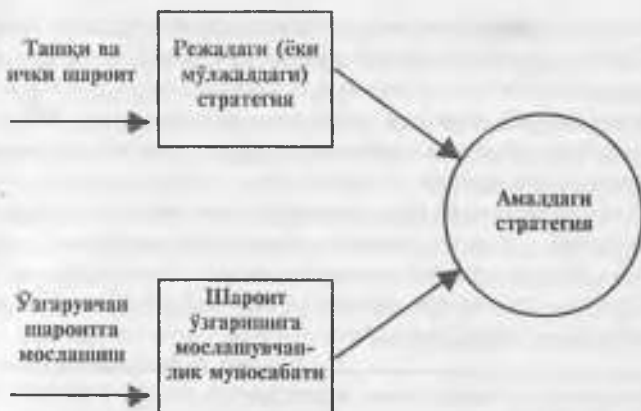 Ташқи ва
ички шароит
Режадаги (ёки
мўлжалдаги)
стратегия
Амалдаги
стратегия
Ўзгарувчан
шароитга
мослашиш
Шароит
ўзгаришига
мослашувчан-
лик муносабати